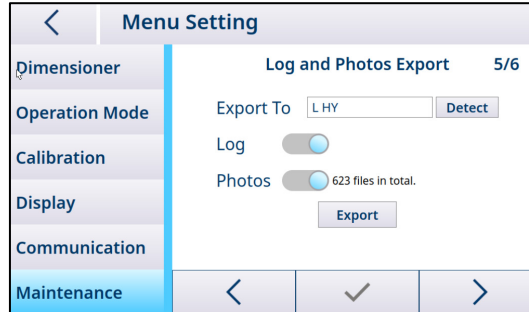 Menu Setting
Dimensioner
Operation Mode
Calibration
Display
Communication
Maintenance
Log and Photos Export 5/6
Export To L HY Detect
Log
Photos 623 files in total.
Export